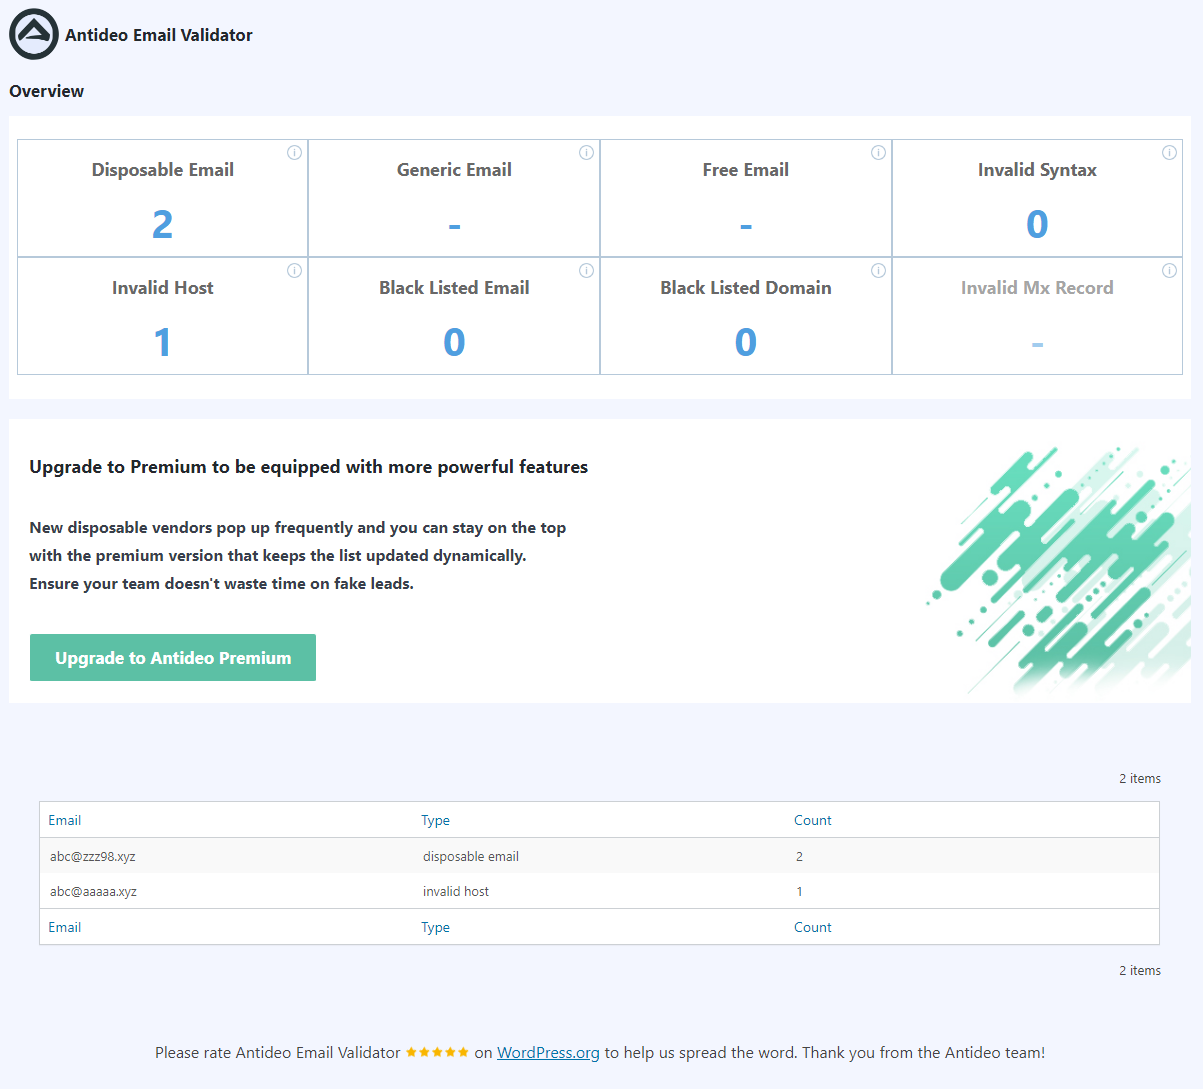 Antideo Email Validator
Overview
Disposable Email
2
Generic Email
-
Free Email
-
Invalid Syntax
0
Invalid Host
1
Black Listed Email
0
Black Listed Domain
0
Invalid Mx Record
-
Upgrade to Premium to be equipped with more powerful features
New disposable vendors pop up frequently and you can stay on the top
with the premium version that keeps the list updated dynamically.
Ensure your team doesn't waste time on fake leads.
Upgrade to Antideo Premium
2 items
Email Type Count
abc@zzz98.xyz disposable email 2
abc@aaaaa.xyz invalid host 1
Email Type Count
2 items
Please rate Antideo Email Validator ★★★★★ on WordPress.org to help us spread the word. Thank you from the Antideo team!